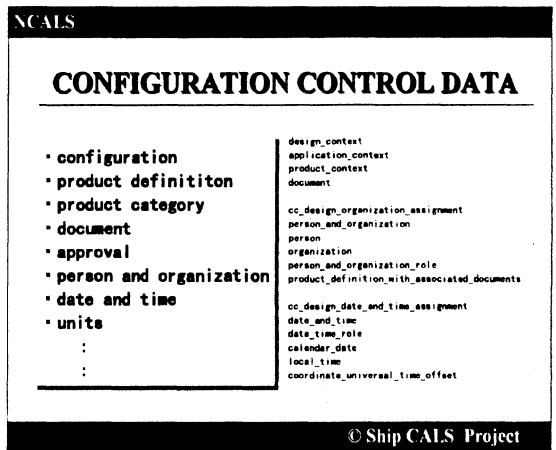 NCALS
CONFIGURATION CONTROL DATA
・configuration
・product definititon
・product category
・document
・approval
・person and organization
・date and time
・units
:
:
design_context
application_context
product_context
document
cc_design_organization_assignment
person_and_organization
person
organization
person_and_organization_role
product_definition_with_associated_documents
cc_design_date_and_time_assignment
date_and_time
data_time_role
calendar_date
local_time
coordinate_universal_time_offset
© Ship CALS Project